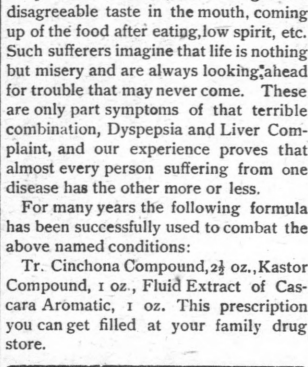 disagreeable taste in the mouth, coming
up of the food after eating, low spirit, etc.
Such sufferers imagine that life is nothing
but misery and are always looking ahead
for trouble that may never come. These
are only part symptoms of that terrible
combination, Dyspepsia and Liver Com-
plaint, and our experience proves that
almost every person suffering from one
disease has the other more or less.
For many years the following formula
has been successfully used to combat the
above named conditions:
Tr. Cinchona Compound, 2½ oz., Kastor
Compound, 1 oz., Fluid Extract of Cas-
cara Aromatic, 1 oz. This prescription
you can get filled at your family drug
store.